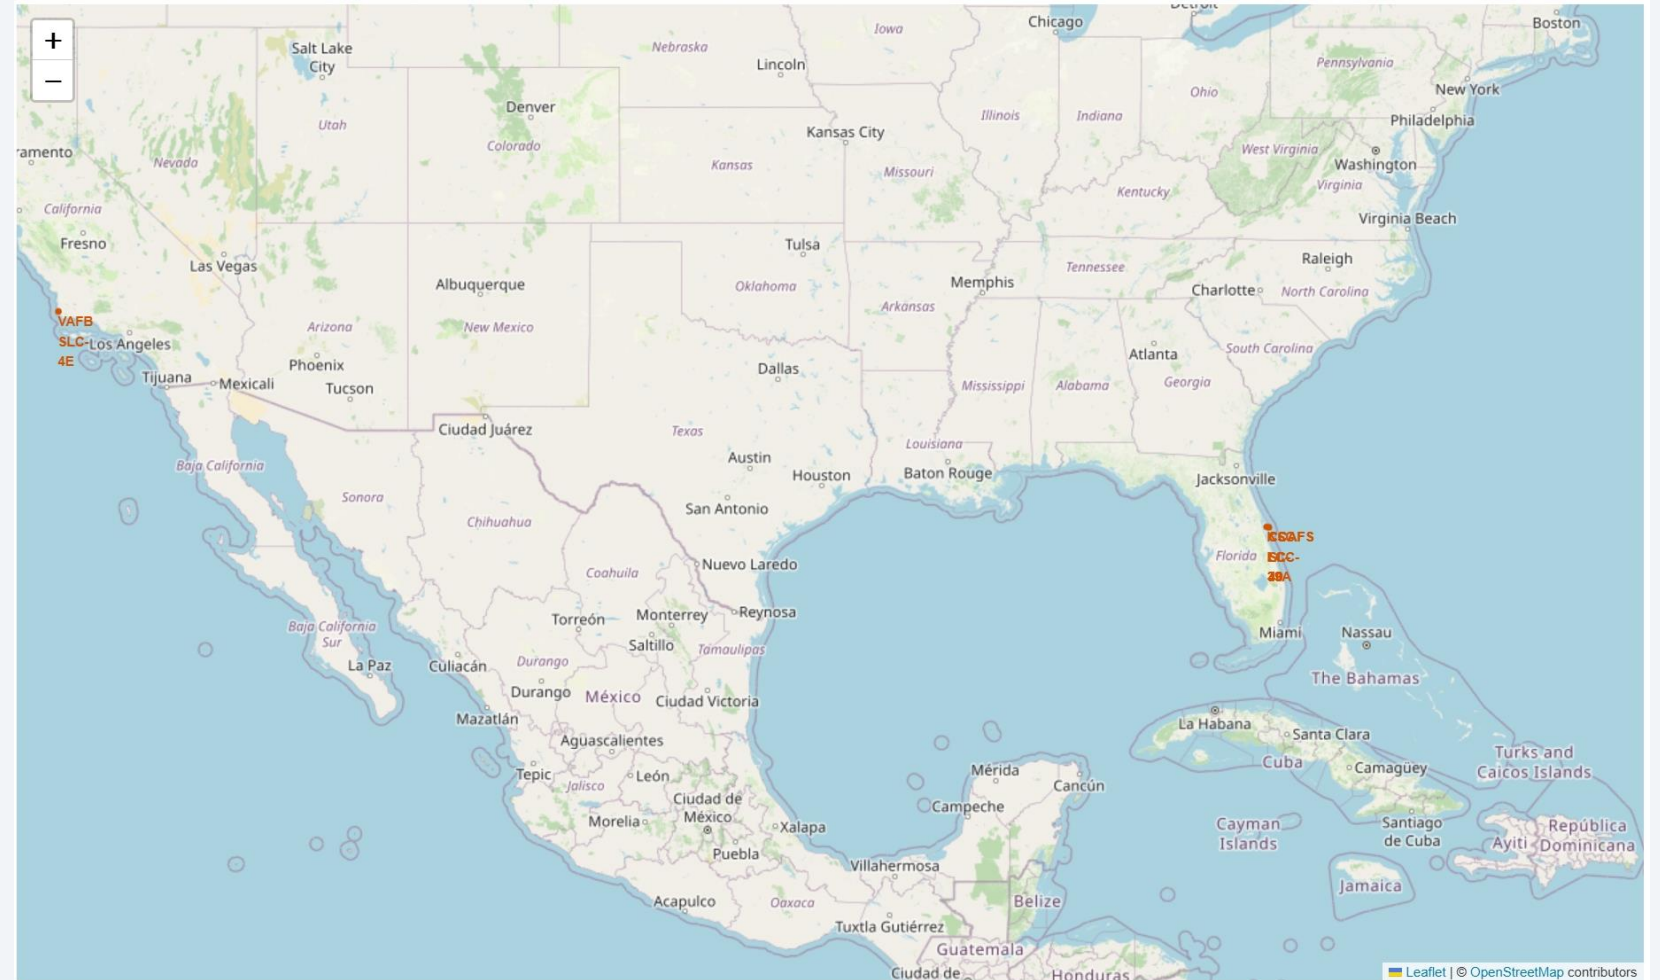 +
−
Salt Lake
City
Nebraska
Iowa
Chicago
Detroit
Boston
Lincoln
Pennsylvania
Denver
Ohio
New York
Utah
Illinois
Indiana
Philadelphia
Kansas City
ramento
Nevada
Colorado
Kansas
Missouri
West Virginia
Washington
Kentucky
Virginia
California
Virginia Beach
Fresno
Tulsa
Las Vegas
Raleigh
Tennessee
Albuquerque
Oklahoma
Memphis
Charlotte
North Carolina
Arkansas
VAFB
SLC-
4E
Los Angeles
Arizona
New Mexico
Atlanta
South Carolina
Phoenix
Dallas
Tijuana
Mexicali
Tucson
Mississippi
Alabama
Georgia
Ciudad Juárez
Texas
Louisiana
Baja California
Austin
Houston
Baton Rouge
Jacksonville
Sonora
San Antonio
Chihuahua
Florida
Nuevo Laredo
Coahuila
Torreón
Monterrey
Reynosa
Miami
Nassau
Baja California
Sur
Saltillo
Tamaulipas
La Paz
Culiacán
Durango
The Bahamas
Durango
México
Ciudad Victoria
Mazatlán
La Habana
Santa Clara
Aguascalientes
Turks and
Caicos Islands
Cuba
Camagüey
Tepic
León
Mérida
Cancún
Jalisco
Ciudad de
México
Campeche
Morelia
Xalapa
Cayman
Islands
Santiago
de Cuba
República
Dominicana
Ayiti
Puebla
Villahermosa
Jamaica
Acapulco
Oaxaca
Belize
Tuxtla Gutiérrez
Guatemala
Ciudad de
Honduras
Leaflet | © OpenStreetMap contributors